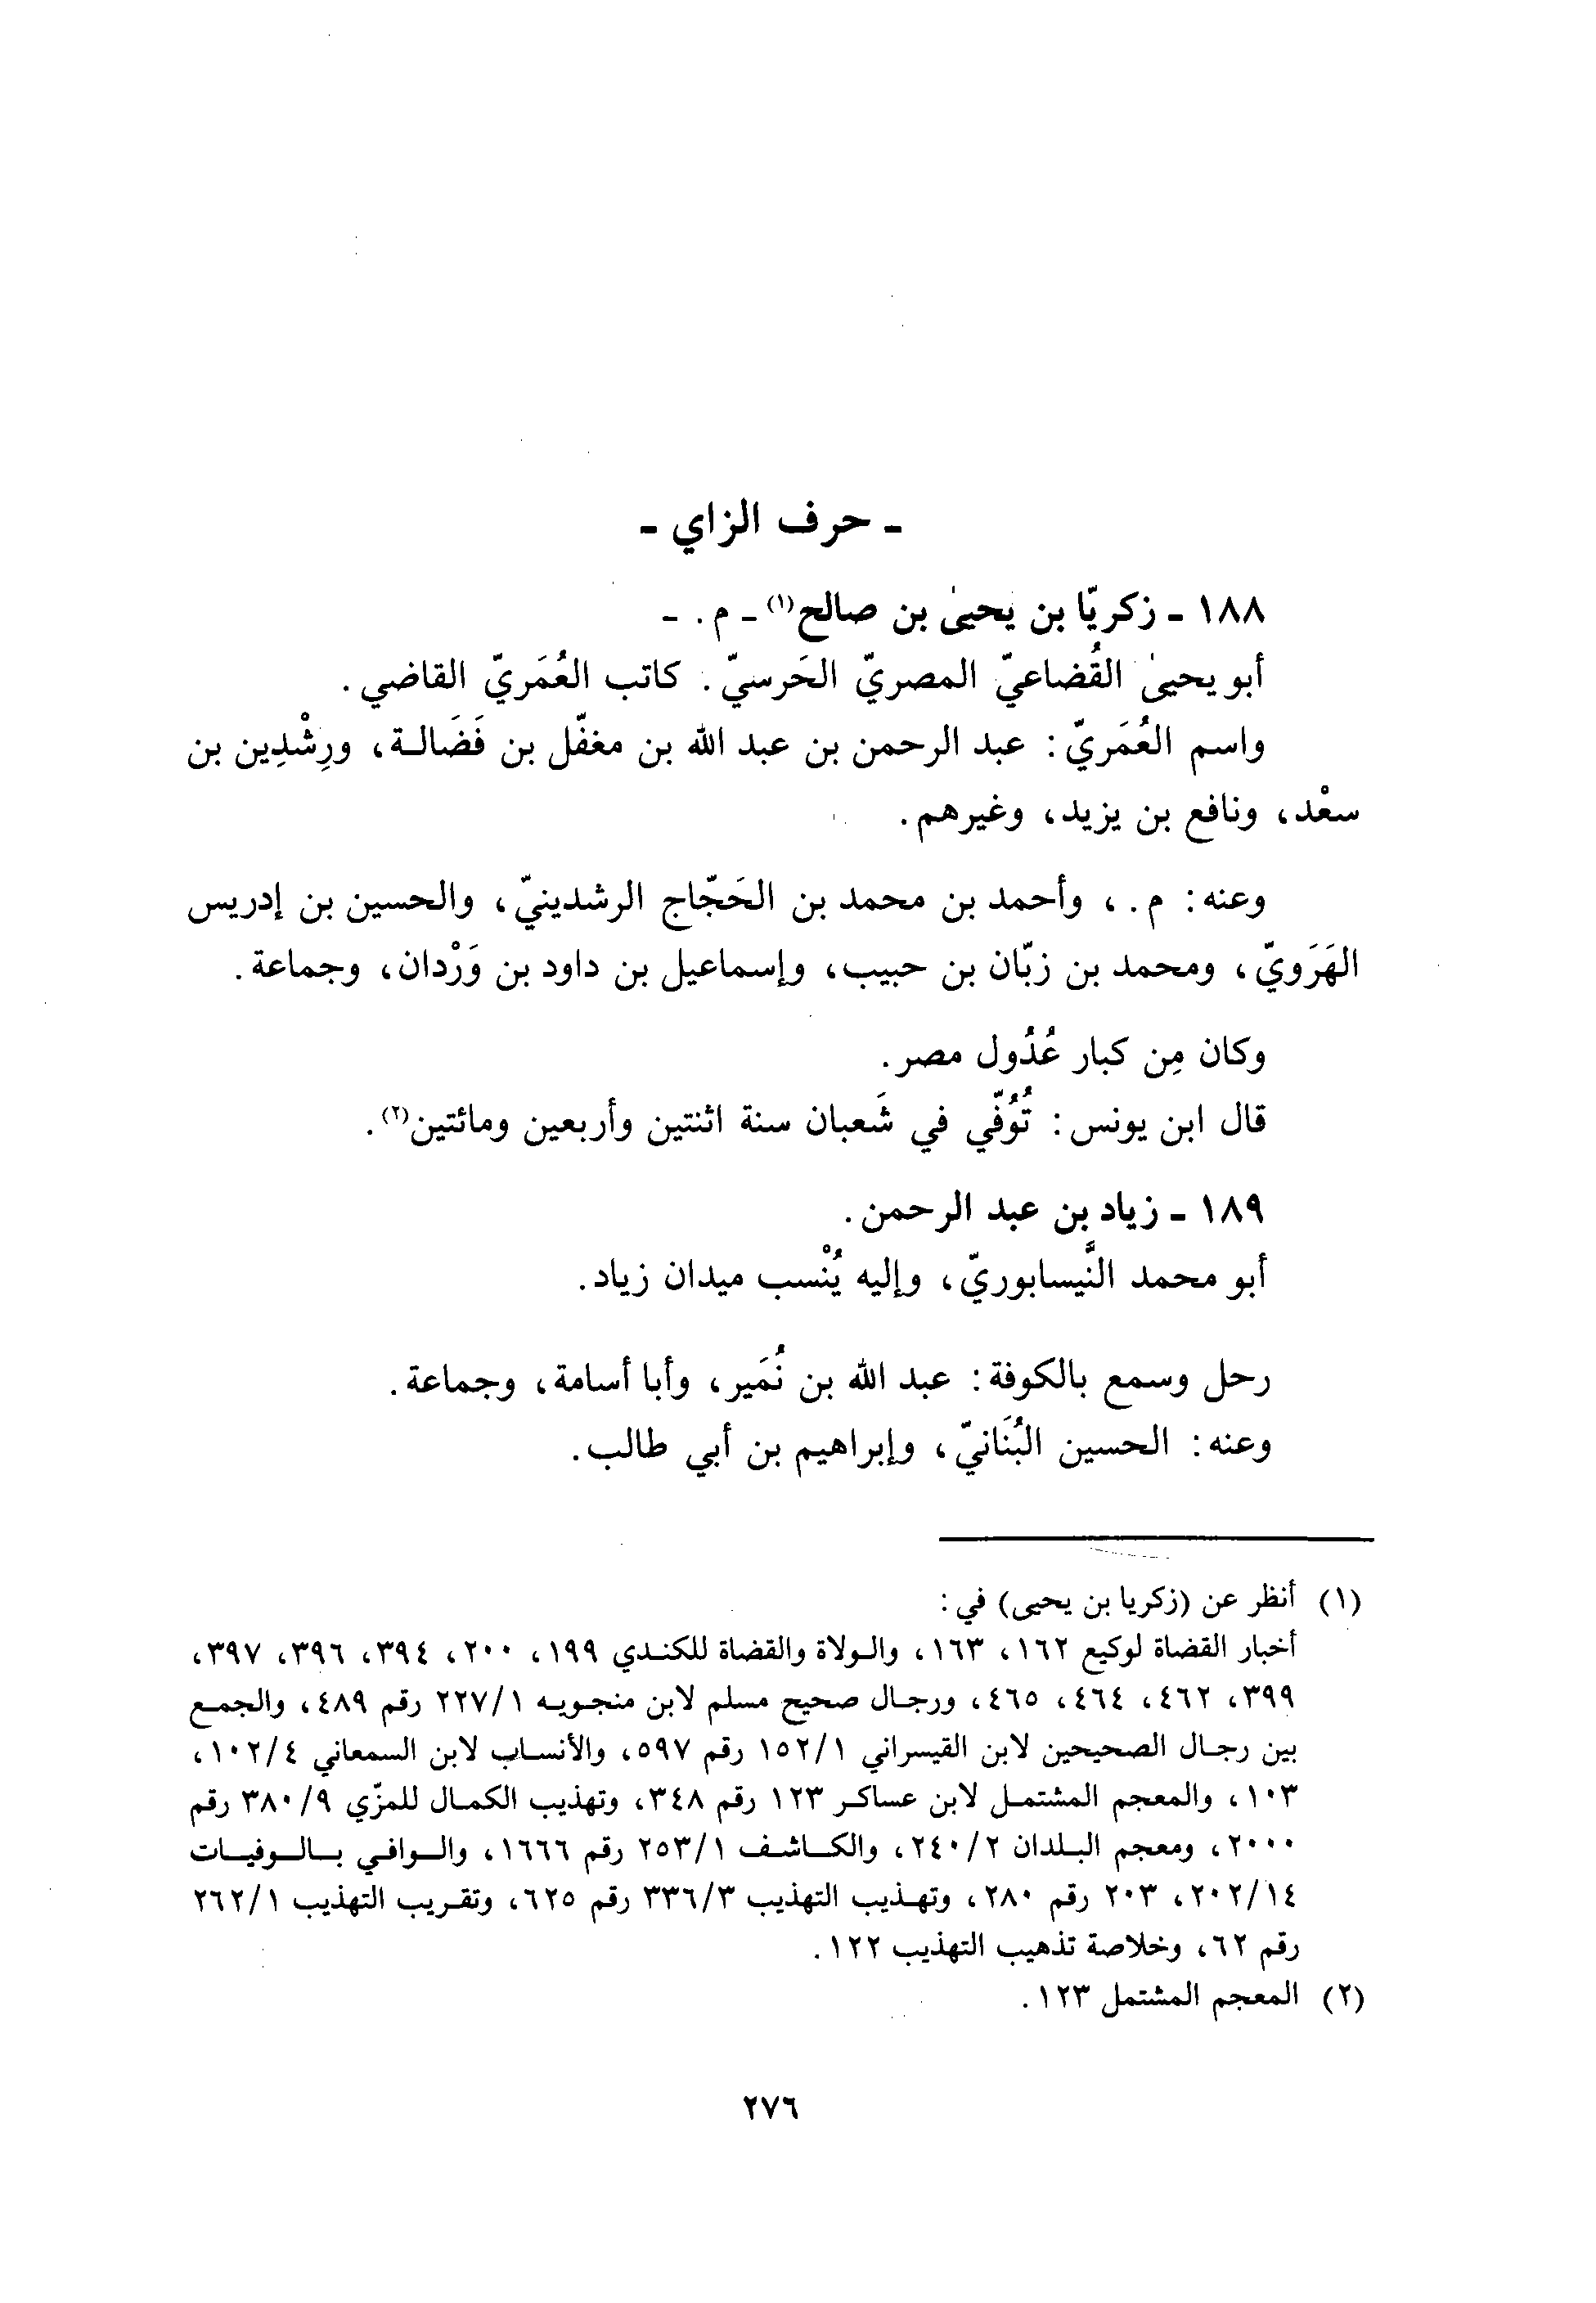 - حرف الزاي -
١٨٨ - زكريّا بن يحيىٰ بن صالح(١) - م. -
أبو يحيىٰ القُضاعيّ المصريّ الحَرسيّ. كاتب العُمَريّ القاضي.
واسم العُمَريّ: عبد الرحمن بن عبد الله بن مغفّل بن فَضَالـة، ورِشْدِين بن
سعْد، ونافع بن يزيد، وغيرهم.
وعنه: م.، وأحمد بن محمد بن الحَجّاج الرشدينيّ، والحسين بن إدريس
الهَرَويّ، ومحمد بن زبّان بن حبيب، وإسماعيل بن داود بن وَرْدان، وجماعة.
وكان مِن كبار عُدُول مصر.
قال ابن يونس: تُوُفّي في شَعبان سنة اثنتين وأربعين ومائتين(٢).
١٨٩ - زياد بن عبد الرحمن.
أبو محمد النَّيسابوريّ، وإليه يُنْسب ميدان زياد.
رحل وسمع بالكوفة: عبد الله بن نُمَير، وأبا أسامة، وجماعة.
وعنه: الحسين البُنَانيّ، وإبراهيم بن أبي طالب.
(١) أنظر عن (زكريا بن يحيى) في:
أخبار القضاة لوكيع ١٦٢، ١٦٣، والولاة والقضاة للكندي ١٩٩، ٢٠٠، ٣٩٤، ٣٩٦، ٣٩٧،
٣٩٩، ٤٦٢، ٤٦٤، ٤٦٥، ورجال صحيح مسلم لابن منجويه ١/٢٢٧ رقم ٤٨٩، والجمع
بين رجال الصحيحين لابن القيسراني ١/١٥٢ رقم ٥٩٧، والأنساب لابن السمعاني ٤/١٠٢،
١٠٣، والمعجم المشتمل لابن عساكر ١٢٣ رقم ٣٤٨، وتهذيب الكمال للمزّي ٩/٣٨٠ رقم
٢٠٠٠، ومعجم البلدان ٢/٢٤٠، والكاشف ١/٢٥٣ رقم ١٦٦٦، والوافي بالوفيات
١٤/٢٠٢، ٢٠٣ رقم ٢٨٠، وتهذيب التهذيب ٣/٣٣٦ رقم ٦٢٥، وتقريب التهذيب ١/٢٦٢
رقم ٦٢، وخلاصة تذهيب التهذيب ١٢٢.
(٢) المعجم المشتمل ١٢٣.
٢٧٦